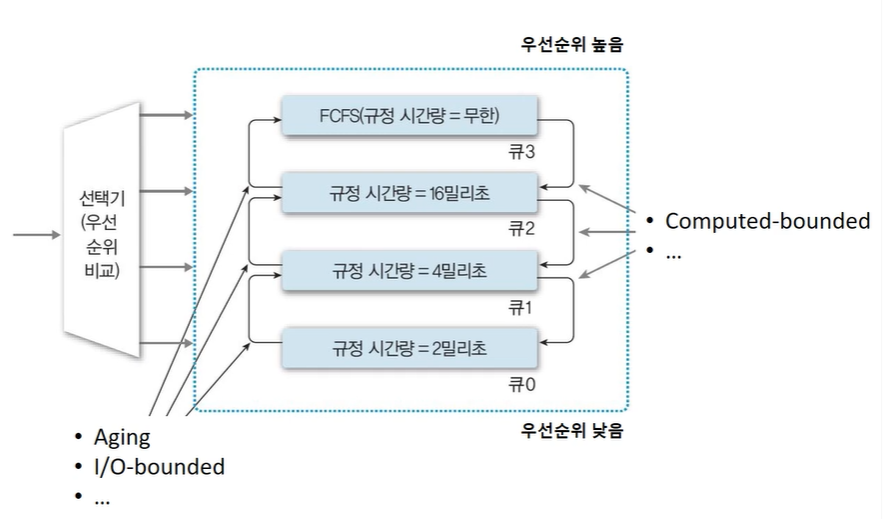 우선순위 높음
선택기
(우선
순위
비교)
FCFS(규정 시간량 = 무한)
큐3
규정 시간량 = 16밀리초
큐2
규정 시간량 = 4밀리초
큐1
규정 시간량 = 2밀리초
큐0
• Computed-bounded
• ...
우선순위 낮음
• Aging
• I/O-bounded
• ...